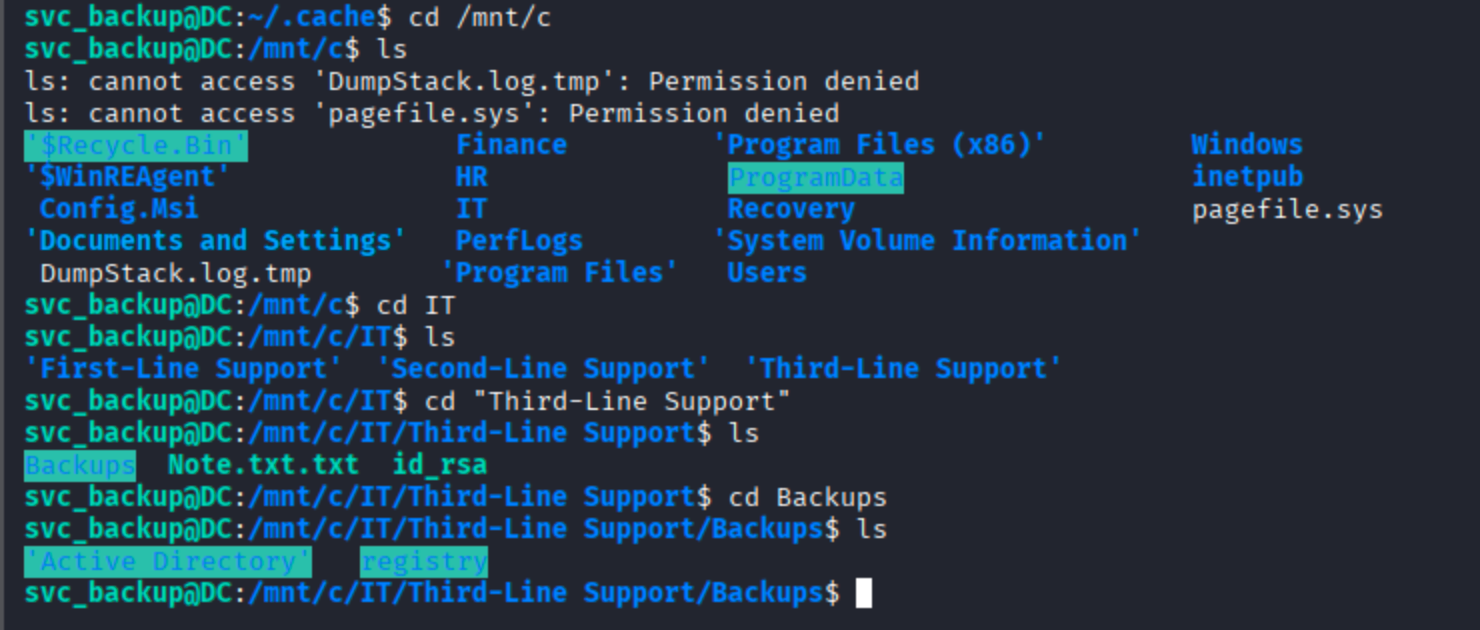 svc_backup@DC:~/.cache$ cd /mnt/c
svc_backup@DC:/mnt/c$ ls
ls: cannot access 'DumpStack.log.tmp': Permission denied
ls: cannot access 'pagefile.sys': Permission denied
'$Recycle.Bin' Finance 'Program Files (x86)' Windows
'$WinREAgent' HR ProgramData inetpub
Config.Msi IT Recovery pagefile.sys
'Documents and Settings' PerfLogs 'System Volume Information'
DumpStack.log.tmp 'Program Files' Users
svc_backup@DC:/mnt/c$ cd IT
svc_backup@DC:/mnt/c/IT$ ls
'First-Line Support' 'Second-Line Support' 'Third-Line Support'
svc_backup@DC:/mnt/c/IT$ cd "Third-Line Support"
svc_backup@DC:/mnt/c/IT/Third-Line Support$ ls
Backups Note.txt.txt id_rsa
svc_backup@DC:/mnt/c/IT/Third-Line Support$ cd Backups
svc_backup@DC:/mnt/c/IT/Third-Line Support/Backups$ ls
'Active Directory' registry
svc_backup@DC:/mnt/c/IT/Third-Line Support/Backups$